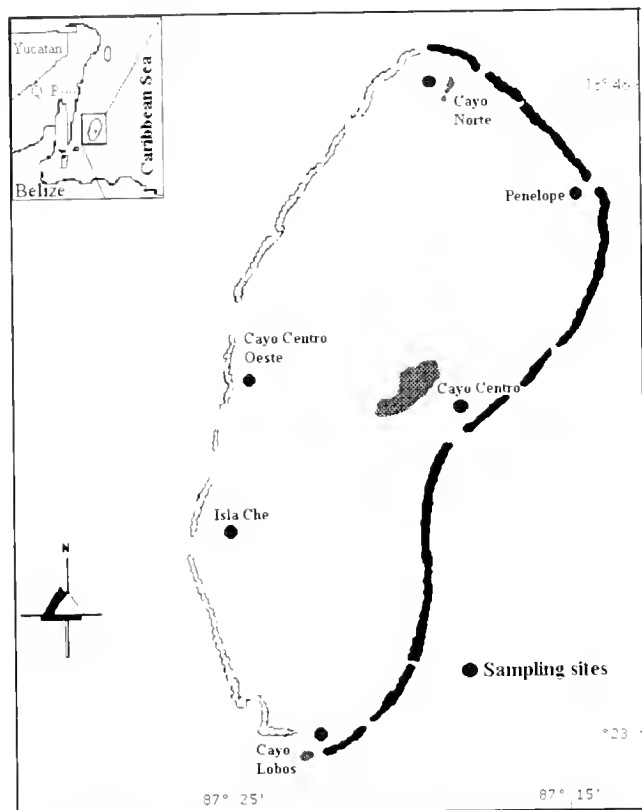 Yucatan
Caribbean Sea
Belize
Cayo
Norte
Penelope
Cayo Centro
Oeste
Cayo Centro
Isla Che
N
Sampling sites
Cayo
Lobos
°23
87° 25'
87° 15'